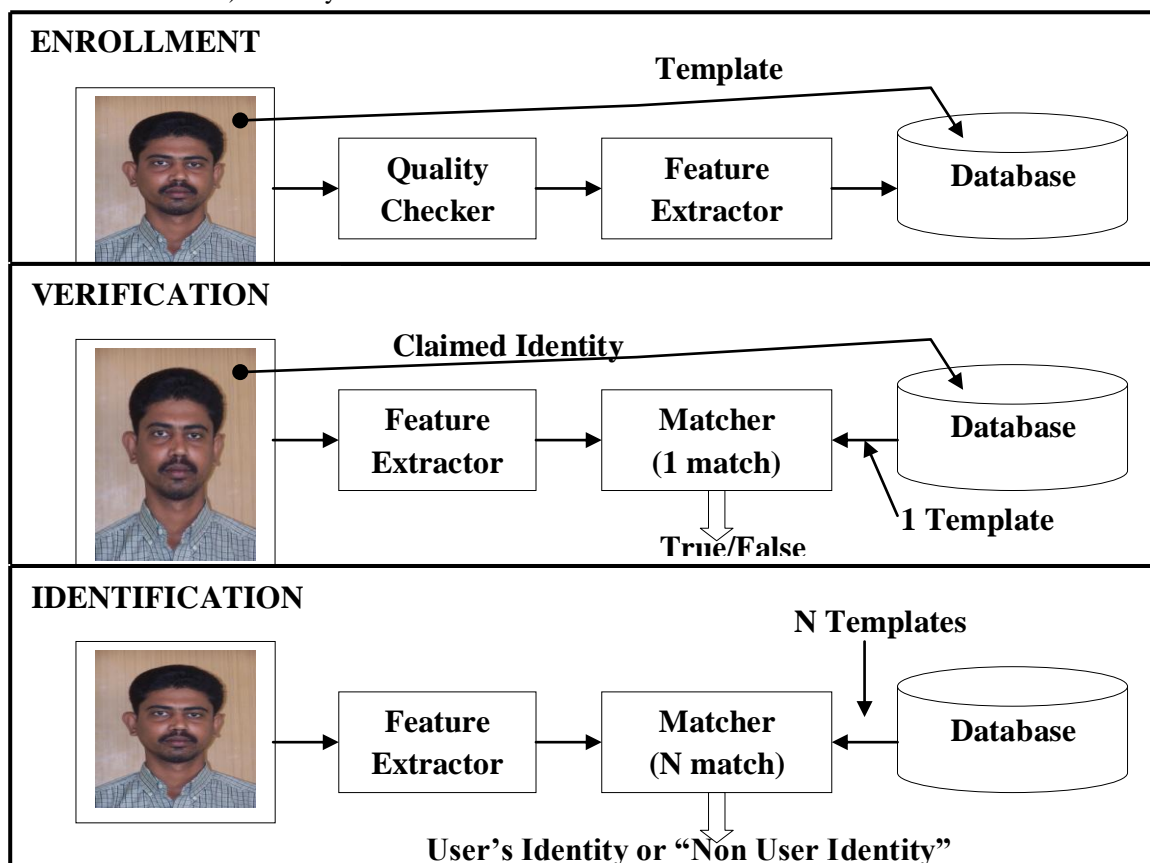 ENROLLMENT
Template
Quality
Checker
Feature
Extractor
Database
VERIFICATION
Claimed Identity
Feature
Extractor
Matcher
(1 match)
Database
1 Template
True/False
IDENTIFICATION
N Templates
Feature
Extractor
Matcher
(N match)
Database
User's Identity or “Non User Identity”